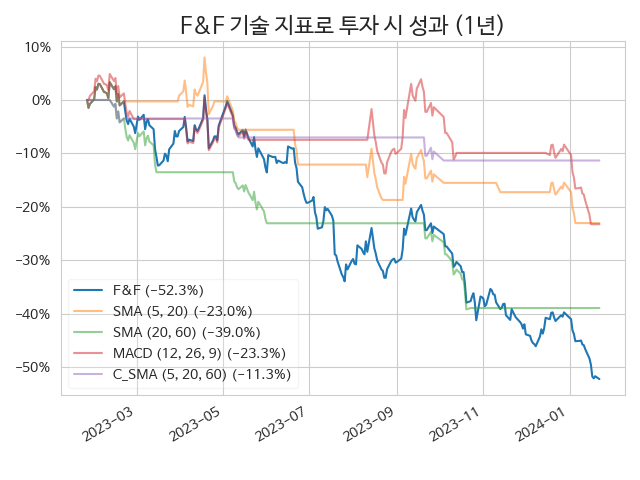 F&F 기술 지표로 투자 시 성과 (1년)
10%
0%
−10%
−20%
−30%
−40%
−50%
F&F (−52.3%)
SMA (5, 20) (−23.0%)
SMA (20, 60) (−39.0%)
MACD (12, 26, 9) (−23.3%)
C_SMA (5, 20, 60) (−11.3%)
2023−03
2023−05
2023−07
2023−09
2023−11
2024−01